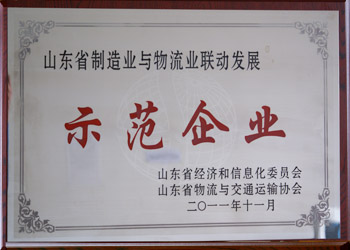 山东省制造业与物流业联动发展
示范企业
山东省经济和信息化委员会
山东省物流与交通运输协会
二〇一一年十一月